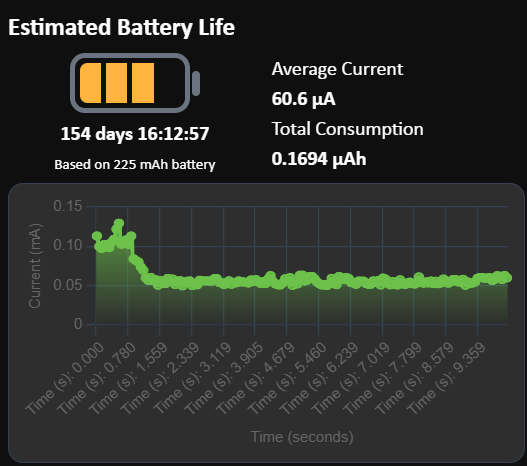 Estimated Battery Life
154 days 16:12:57
Based on 225 mAh battery
Average Current
60.6 µA
Total Consumption
0.1694 µAh
Current (mA)
0.15
0.10
0.05
0
Time (s): 0.000
Time (s): 0.780
Time (s): 1.559
Time (s): 2.339
Time (s): 3.119
Time (s): 3.905
Time (s): 4.679
Time (s): 5.460
Time (s): 6.239
Time (s): 7.019
Time (s): 7.799
Time (s): 8.579
Time (s): 9.359
Time (seconds)